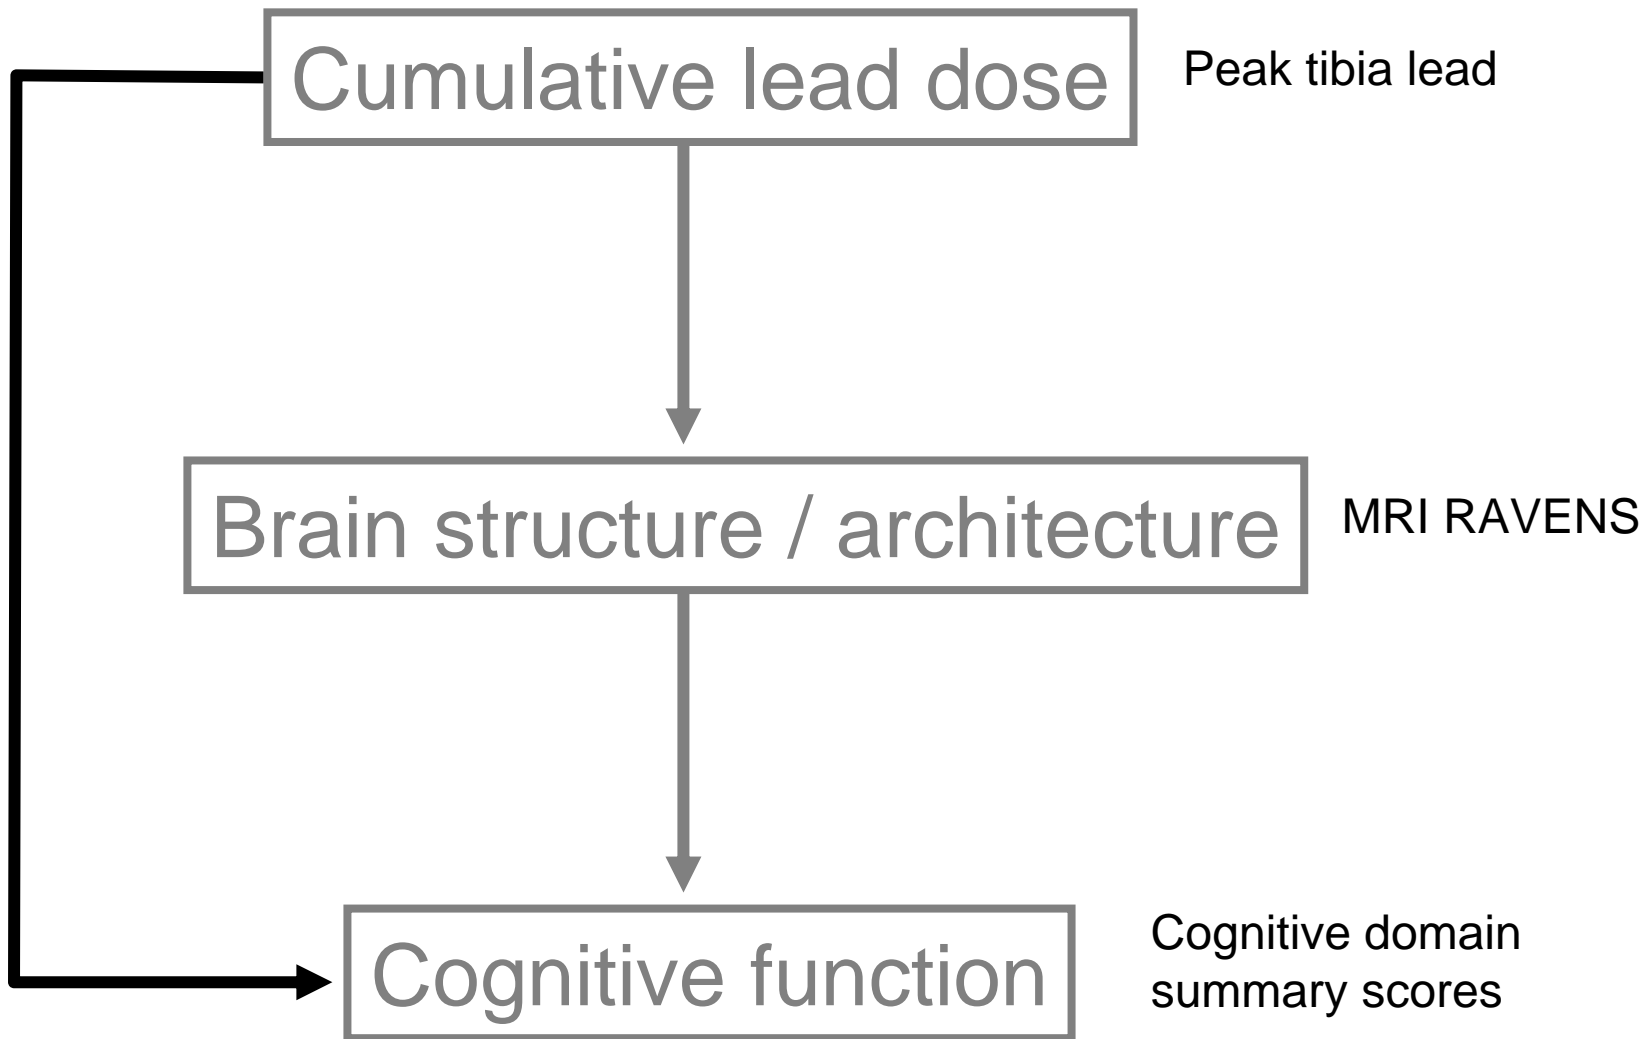 Cumulative lead dose
Peak tibia lead
Brain structure / architecture
MRI RAVENS
Cognitive function
Cognitive domain
summary scores